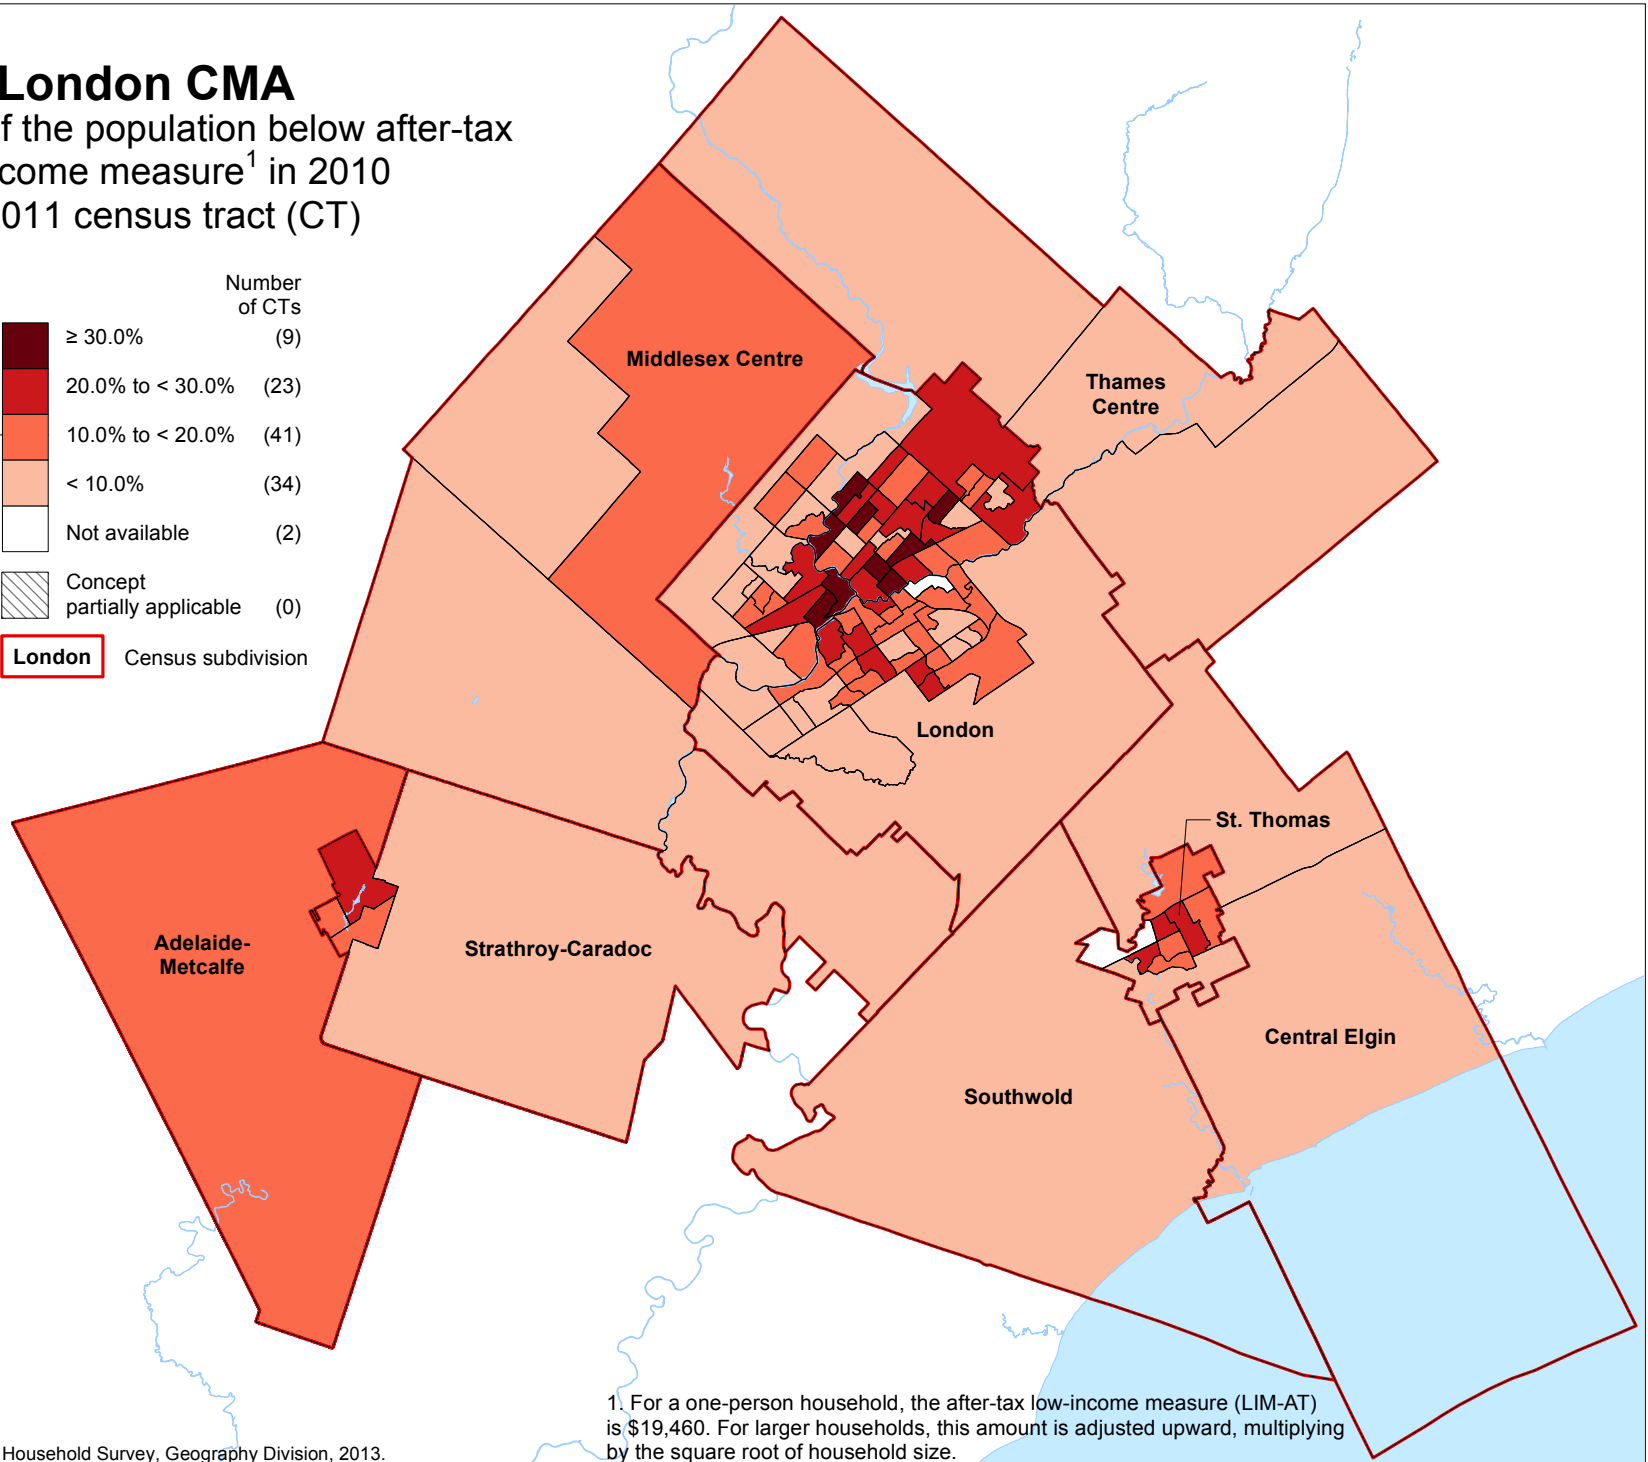 London CMA
f the population below after-tax
come measure1 in 2010
011 census tract (CT)
Number
of CTs
≥ 30.0% (9)
20.0% to < 30.0% (23)
10.0% to < 20.0% (41)
< 10.0% (34)
Not available (2)
Concept
partially applicable (0)
London Census subdivision
Middlesex Centre
Thames
Centre
London
St. Thomas
Adelaide-
Metcalfe
Strathroy-Caradoc
Central Elgin
Southwold
1. For a one-person household, the after-tax low-income measure (LIM-AT)
is $19,460. For larger households, this amount is adjusted upward, multiplying
by the square root of household size.
Household Survey, Geography Division, 2013.